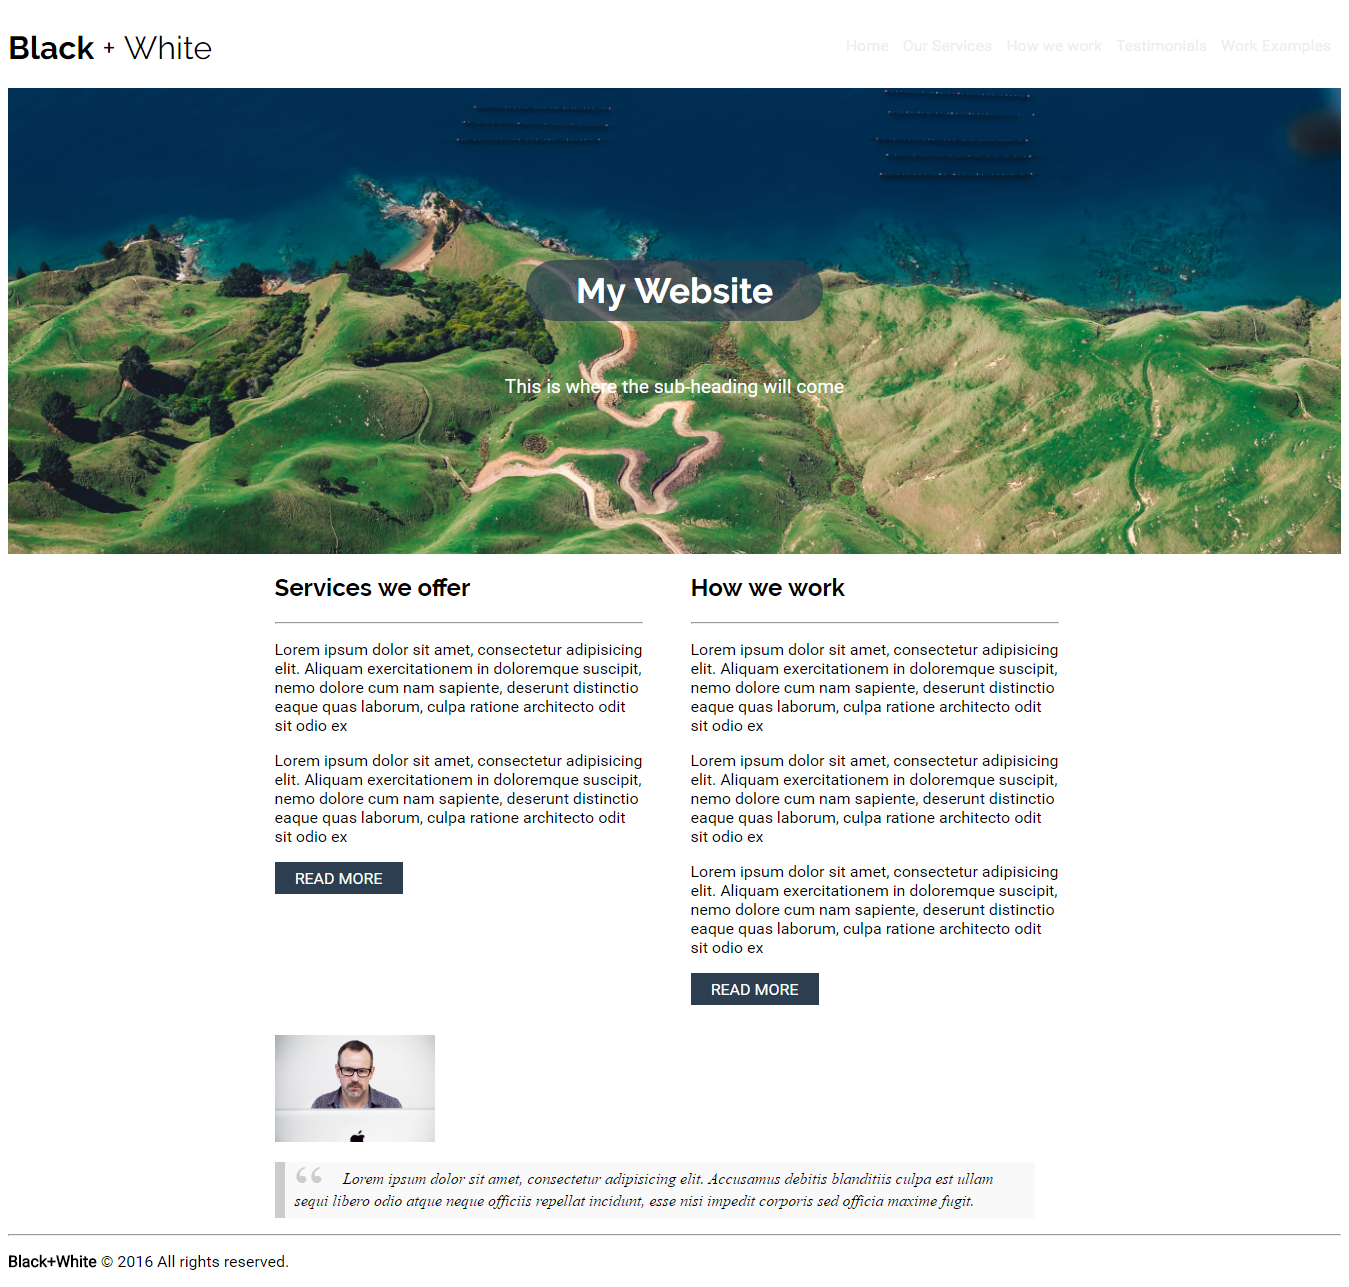 Black + White
Home Our Services How we work Testimonials Work Examples
My Website
This is where the sub-heading will come
Services we offer
Lorem ipsum dolor sit amet, consectetur adipisicing
elit. Aliquam exercitationem in doloremque suscipit,
nemo dolore cum nam sapiente, deserunt distinctio
eaque quas laborum, culpa ratione architecto odit
sit odio ex
Lorem ipsum dolor sit amet, consectetur adipisicing
elit. Aliquam exercitationem in doloremque suscipit,
nemo dolore cum nam sapiente, deserunt distinctio
eaque quas laborum, culpa ratione architecto odit
sit odio ex
READ MORE
How we work
Lorem ipsum dolor sit amet, consectetur adipisicing
elit. Aliquam exercitationem in doloremque suscipit,
nemo dolore cum nam sapiente, deserunt distinctio
eaque quas laborum, culpa ratione architecto odit
sit odio ex
Lorem ipsum dolor sit amet, consectetur adipisicing
elit. Aliquam exercitationem in doloremque suscipit,
nemo dolore cum nam sapiente, deserunt distinctio
eaque quas laborum, culpa ratione architecto odit
sit odio ex
Lorem ipsum dolor sit amet, consectetur adipisicing
elit. Aliquam exercitationem in doloremque suscipit,
nemo dolore cum nam sapiente, deserunt distinctio
eaque quas laborum, culpa ratione architecto odit
sit odio ex
READ MORE
“ Lorem ipsum dolor sit amet, consectetur adipisicing elit. Accusamus debitis blanditiis culpa est ullam
sequi libero odio atque neque officiis repellat incidunt, esse nisi impedit corporis sed officia maxime fugit.
Black+White © 2016 All rights reserved.